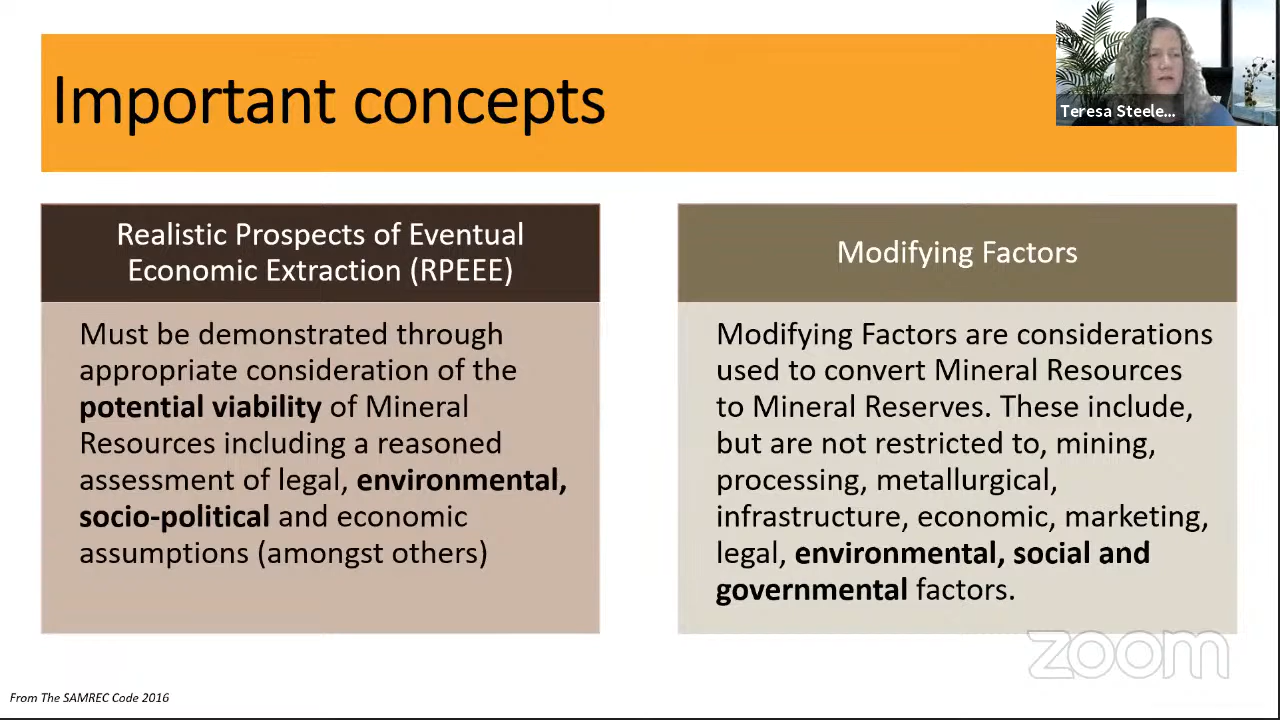 Important concepts
Teresa Steele...
Realistic Prospects of Eventual
Economic Extraction (RPEEE)
Must be demonstrated through
appropriate consideration of the
potential viability of Mineral
Resources including a reasoned
assessment of legal, environmental,
socio-political and economic
assumptions (amongst others)
Modifying Factors
Modifying Factors are considerations
used to convert Mineral Resources
to Mineral Reserves. These include,
but are not restricted to, mining,
processing, metallurgical,
infrastructure, economic, marketing,
legal, environmental, social and
governmental factors.
zoom
From The SAMREC Code 2016